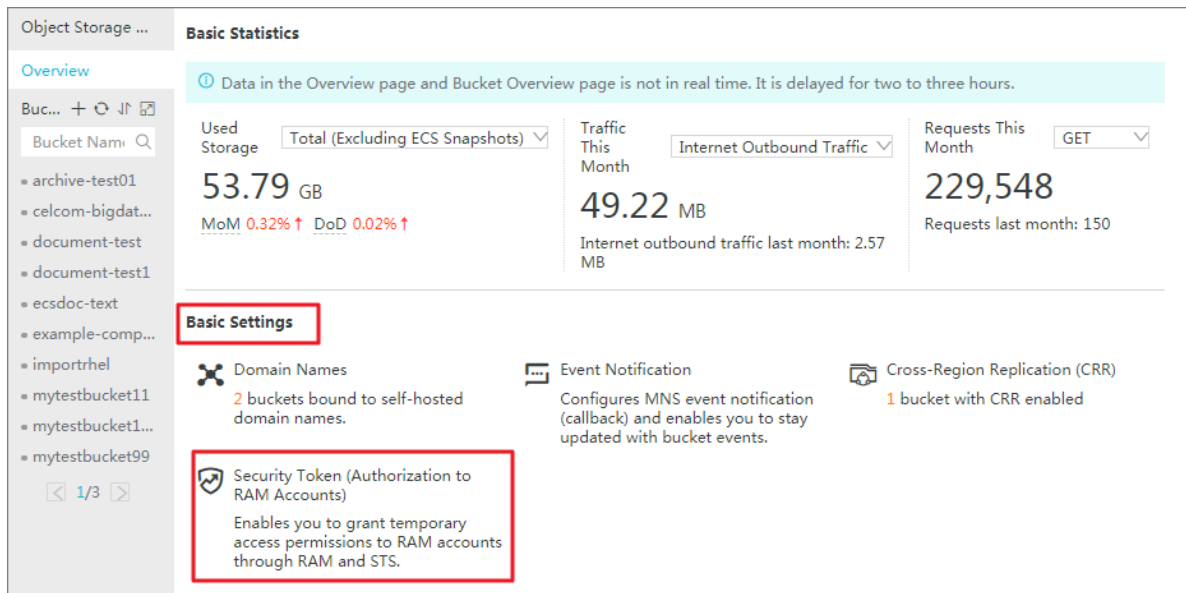 Object Storage ...
Overview
Buc...
Bucket Name
archive-test01
celcom-bigdat...
document-test
document-test1
ecsdoc-text
example-comp...
importrhel
mytestbucket11
mytestbucket1...
mytestbucket99
1/3
Basic Statistics
Data in the Overview page and Bucket Overview page is not in real time. It is delayed for two to three hours.
Used
Storage
Total (Excluding ECS Snapshots)
53.79 GB
MoM 0.32% ↑ DoD 0.02% ↑
Traffic
This
Month
Internet Outbound Traffic
49.22 MB
Internet outbound traffic last month: 2.57
MB
Requests This
Month
GET
229,548
Requests last month: 150
Basic Settings
Domain Names
2 buckets bound to self-hosted
domain names.
Event Notification
Configures MNS event notification
(callback) and enables you to stay
updated with bucket events.
Cross-Region Replication (CRR)
1 bucket with CRR enabled
Security Token (Authorization to
RAM Accounts)
Enables you to grant temporary
access permissions to RAM accounts
through RAM and STS.